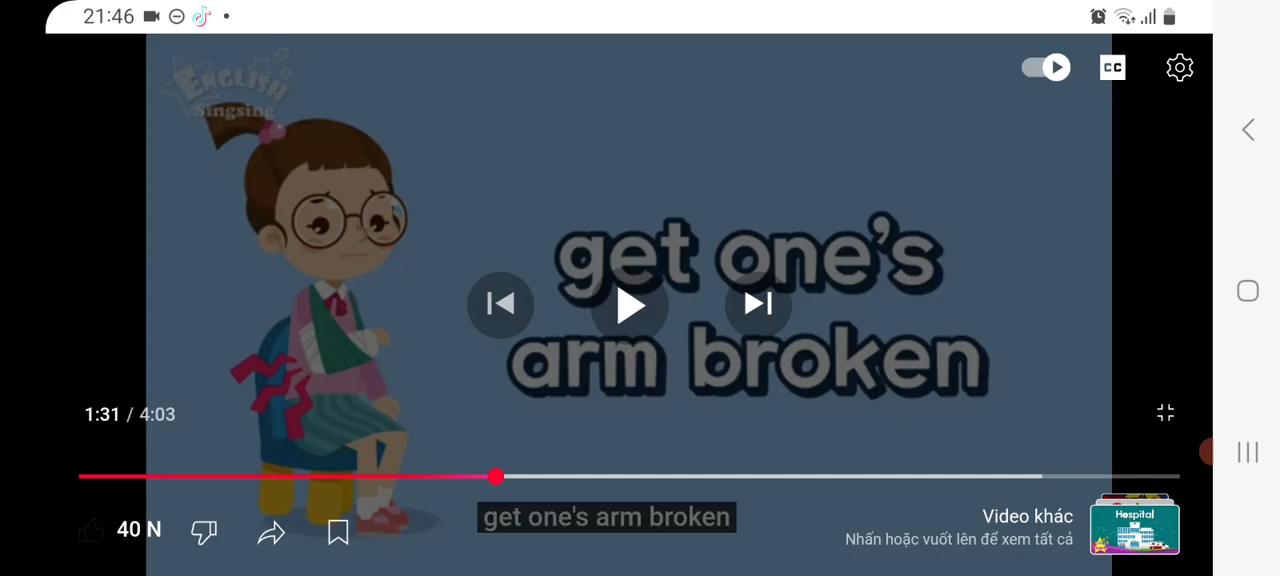 21:46
ENGLISH
Singsing
CC
get one's
arm broken
1:31 / 4:03
get one's arm broken
40 N
Video khác
Nhấn hoặc vuốt lên để xem tất cả
Hospital